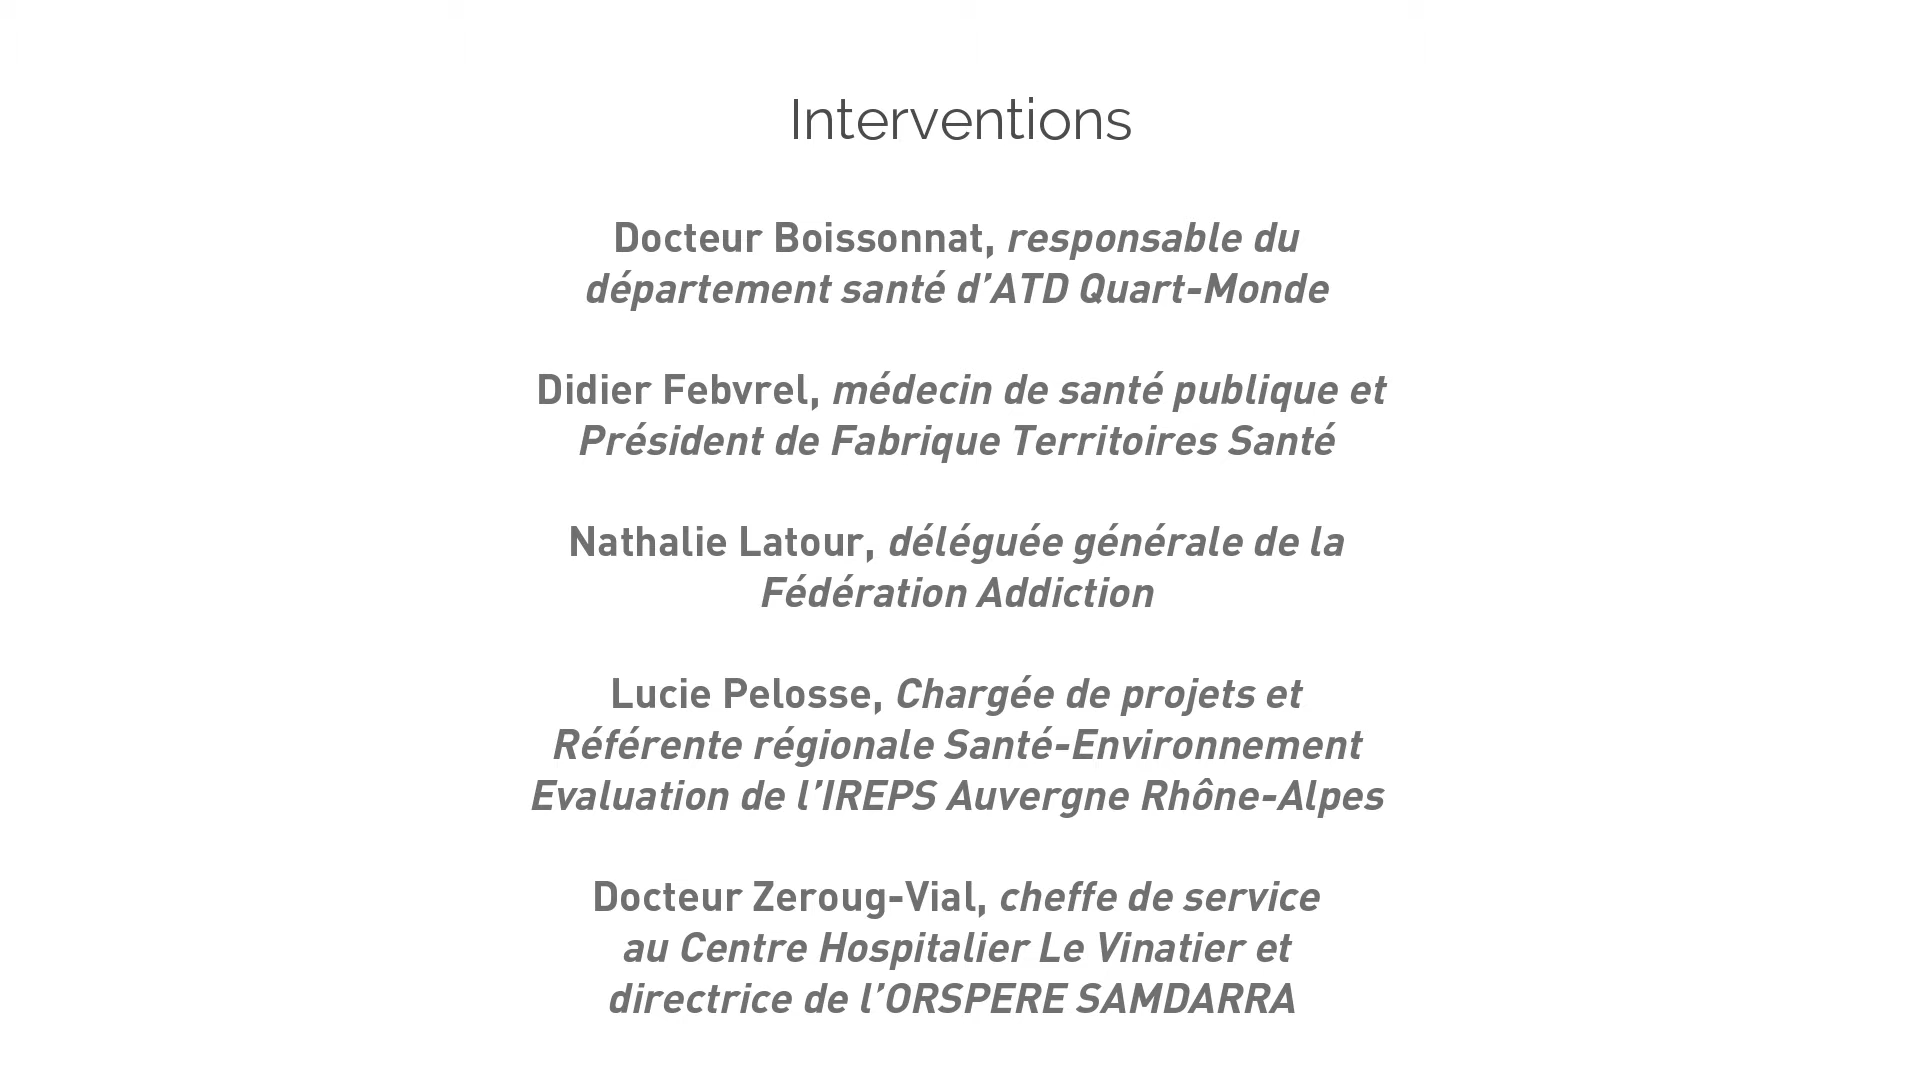 Interventions
Docteur Boissonnat, responsable du
département santé d’ATD Quart-Monde
Didier Febvrel, médecin de santé publique et
Président de Fabrique Territoires Santé
Nathalie Latour, déléguée générale de la
Fédération Addiction
Lucie Pelosse, Chargée de projets et
Référente régionale Santé-Environnement
Evaluation de l’IREPS Auvergne Rhône-Alpes
Docteur Zeroug-Vial, cheffe de service
au Centre Hospitalier Le Vinatier et
directrice de l’ORSPERE SAMDARRA